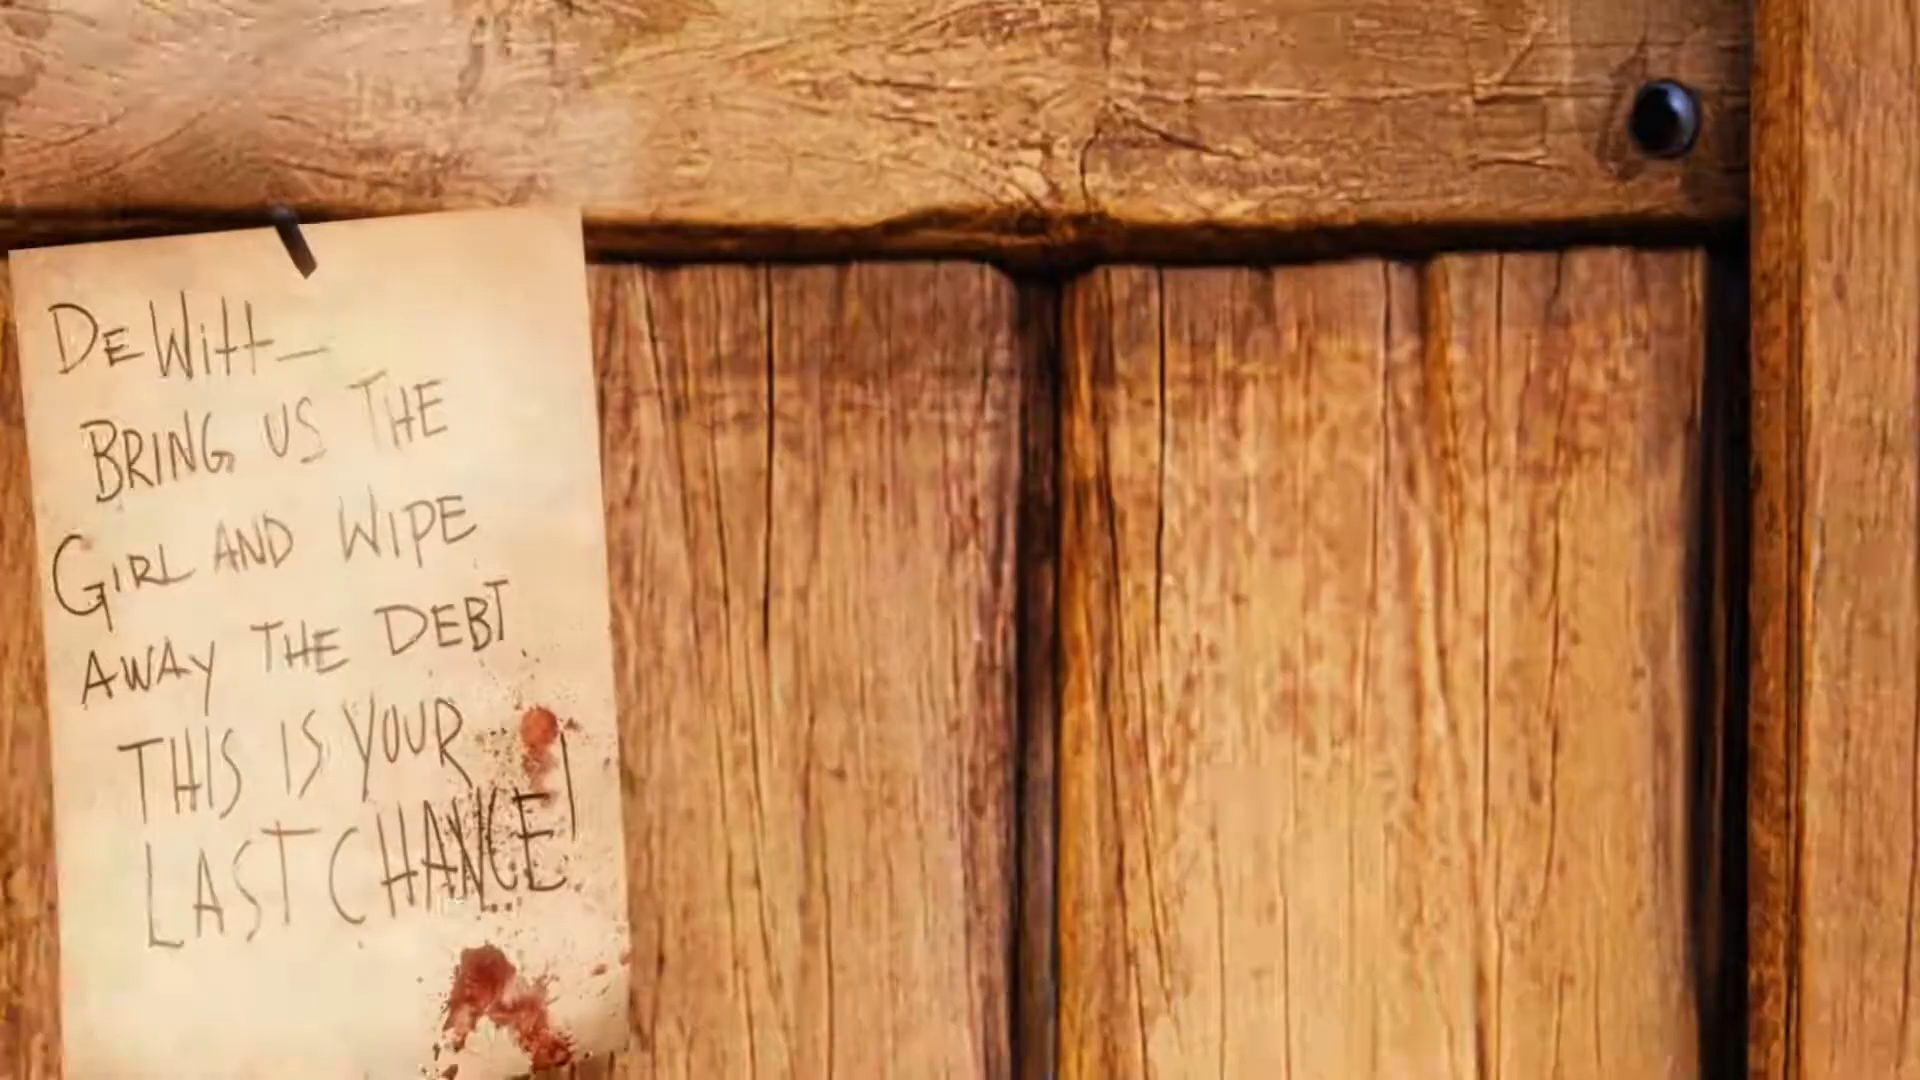 DEWitt—
BRING US THE
GIRL AND WIPE
AWAY THE DEBT
THIS IS YOUR
LAST CHANCE!